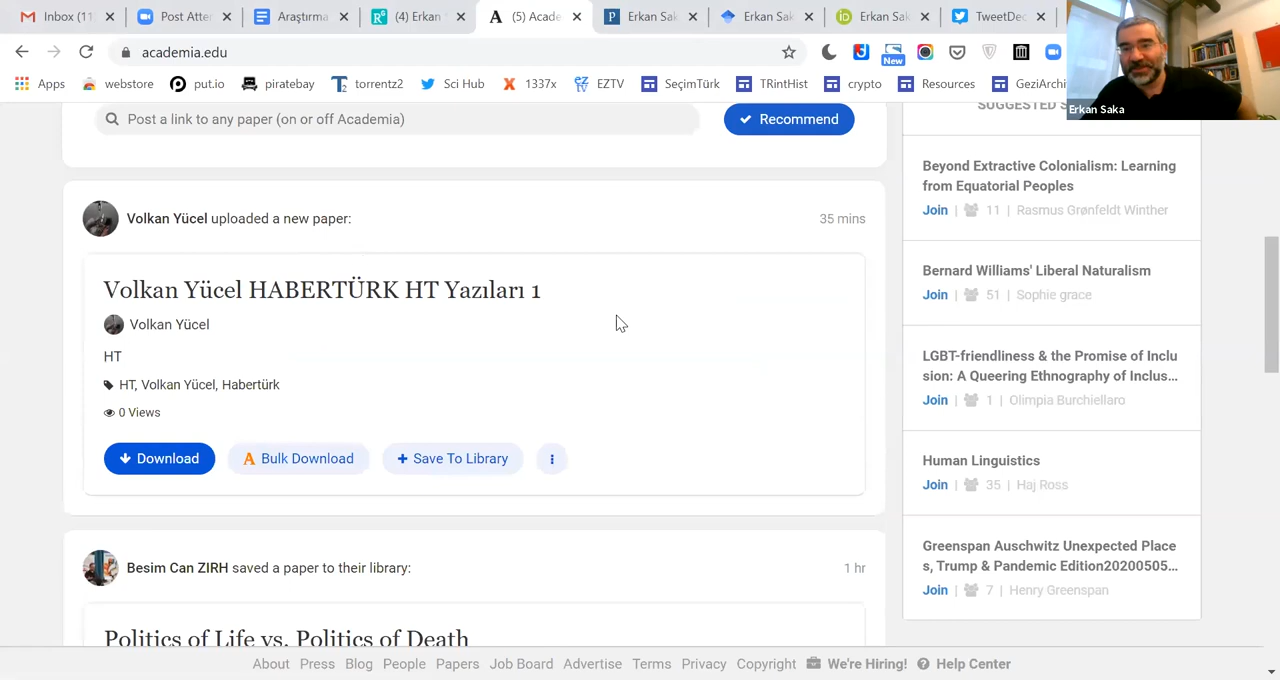 Inbox (11
Post Atter
Araştırma
(4) Erkan
(5) Acade
Erkan Sak
Erkan Sak
Erkan Sak
TweetDec
academia.edu
New
Apps
webstore
put.io
piratebay
torrentz2
Sci Hub
1337x
EZTV
SeçimTürk
TRintHist
crypto
Resources
GeziArchi
Erkan Saka
Post a link to any paper (on or off Academia)
Recommend
Volkan Yücel uploaded a new paper:
35 mins
Volkan Yücel HABERTÜRK HT Yazıları 1
Volkan Yücel
HT
HT, Volkan Yücel, Habertürk
0 Views
Download
Bulk Download
+ Save To Library
Besim Can ZIRH saved a paper to their library:
1 hr
Politics of Life vs. Politics of Death
SUGGESTED S
Beyond Extractive Colonialism: Learning
from Equatorial Peoples
Join | 11 | Rasmus Grønfeldt Winther
Bernard Williams' Liberal Naturalism
Join | 51 | Sophie grace
LGBT-friendliness & the Promise of Inclu
sion: A Queering Ethnography of Inclus...
Join | 1 | Olimpia Burchiellaro
Human Linguistics
Join | 35 | Haj Ross
Greenspan Auschwitz Unexpected Place
s, Trump & Pandemic Edition20200505...
Join | 7 | Henry Greenspan
About Press Blog People Papers Job Board Advertise Terms Privacy Copyright We're Hiring! Help Center